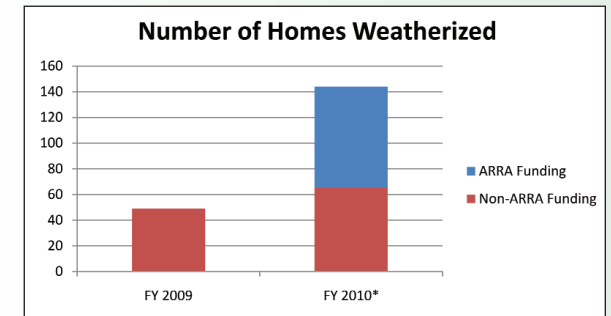 Number of Homes Weatherized
160
140
120
100
80
60
40
20
0
FY 2009
FY 2010*
ARRA Funding
Non-ARRA Funding